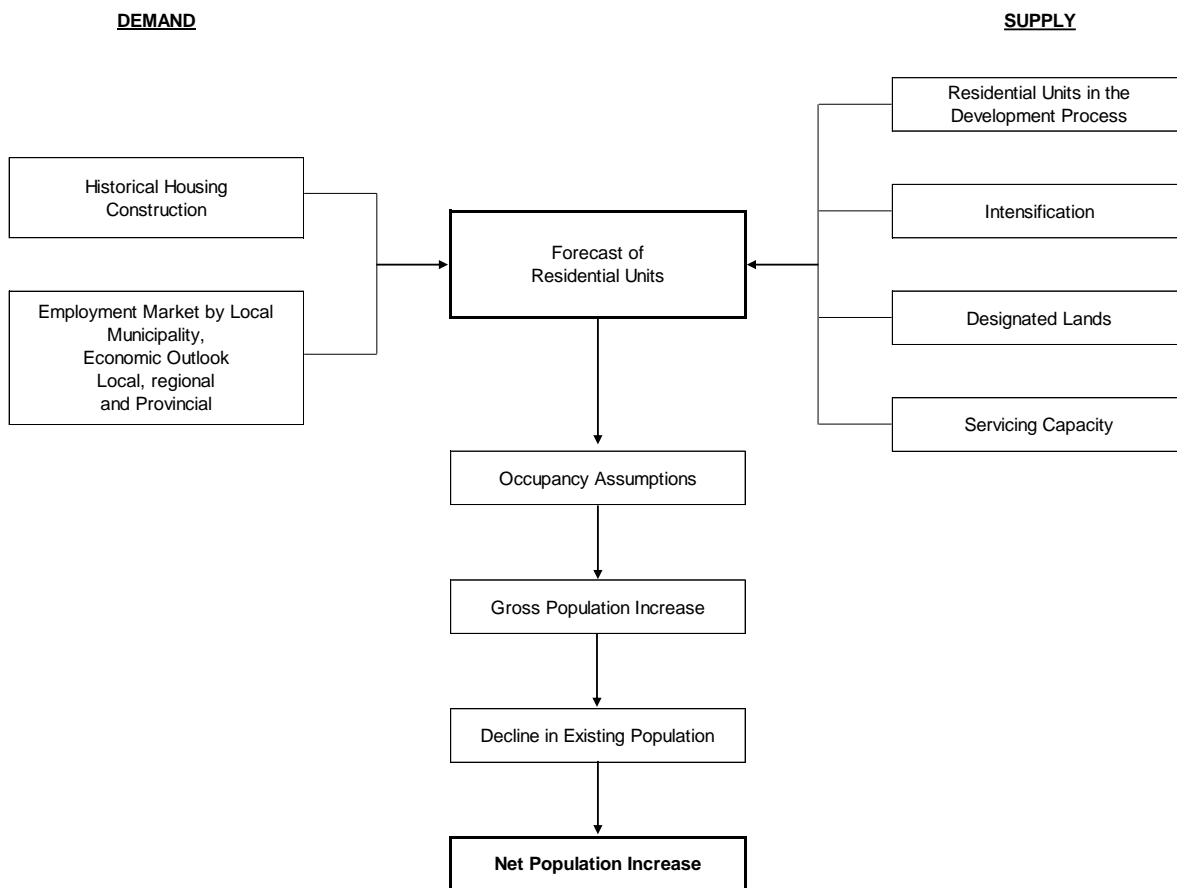 DEMAND
SUPPLY
Residential Units in the
Development Process
Historical Housing
Construction
Intensification
Forecast of
Residential Units
Employment Market by Local
Municipality,
Economic Outlook
Local, regional
and Provincial
Designated Lands
Servicing Capacity
Occupancy Assumptions
Gross Population Increase
Decline in Existing Population
Net Population Increase